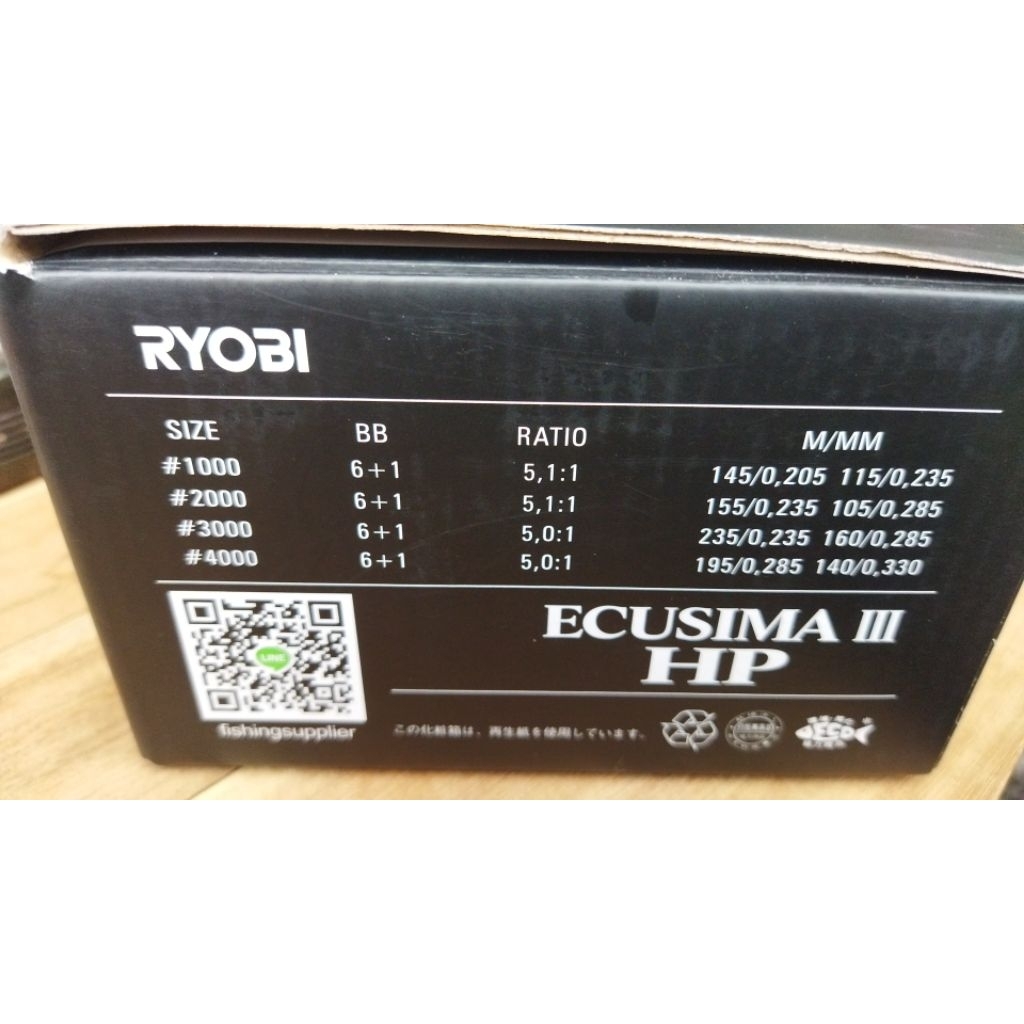 RYOBI
SIZE BB RATIO M/MM
#1000 6+1 5,1:1 145/0,205 115/0,235
#2000 6+1 5,1:1 155/0,235 105/0,285
#3000 6+1 5,0:1 235/0,235 160/0,285
#4000 6+1 5,0:1 195/0,285 140/0,330
LINE
ECUSIMA III
HP
fishingsupplier
この化粧箱は、再生紙を使用しています。
ECO